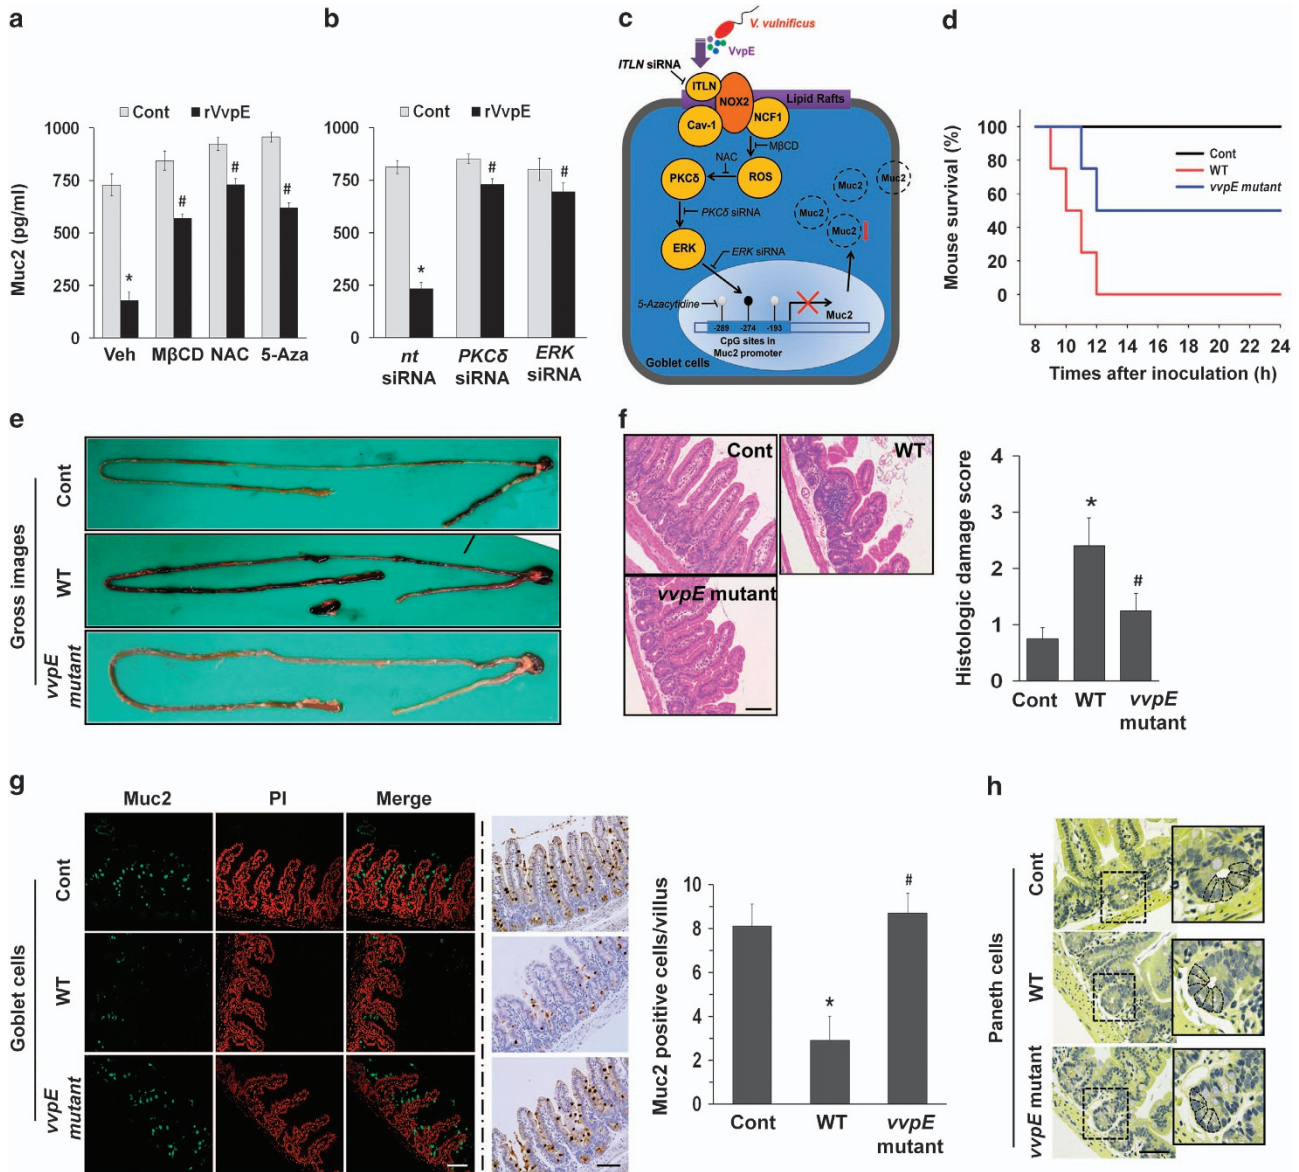 a
Cont
rVvpE
Muc2 (pg/ml)
1000
750
500
250
0
*
#
#
#
Veh
MβCD
NAC
5-Aza
b
Cont
rVvpE
1000
750
500
250
0
*
#
#
nt
siRNA
PKCδ
siRNA
ERK
siRNA
c
V. vulnificus
VvpE
ITLN siRNA
ITLN
NOX2
Lipid Rafts
Cav-1
NCF1
MβCD
NAC
PKCδ
ROS
Muc2
PKCδ siRNA
Muc2
Muc2
ERK
ERK siRNA
5-Azacytidine
Muc2
-289
-274
-193
CpG sites in
Muc2 promoter
Goblet cells
d
Mouse survival (%)
100
80
60
40
20
0
Cont
WT
vvpE mutant
8 10 12 14 16 18 20 22 24
Times after inoculation (h)
e
Gross images
Cont
WT
vvpE
mutant
f
Cont
WT
vvpE mutant
Histologic damage score
4
3
2
1
0
*
#
Cont
WT
vvpE
mutant
g
Muc2
PI
Merge
Goblet cells
Cont
WT
vvpE
mutant
Muc2 positive cells/villus
10
8
6
4
2
0
*
#
Cont
WT
vvpE
mutant
h
Paneth cells
Cont
WT
vvpE mutant